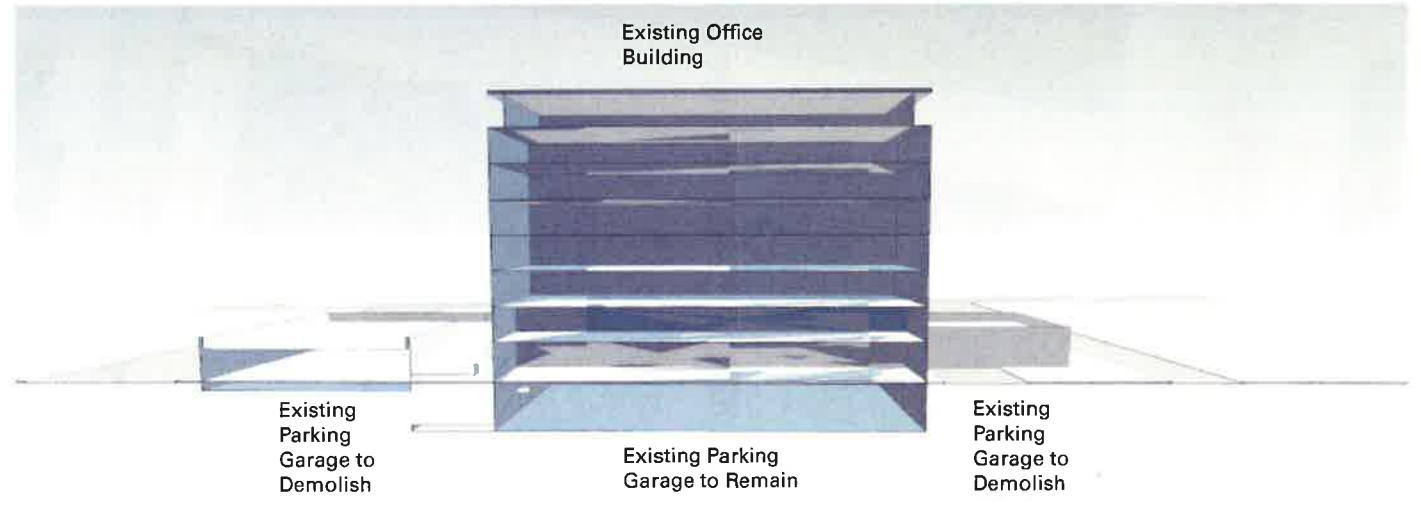 Existing Office
Building
Existing
Parking
Garage to
Demolish
Existing Parking
Garage to Remain
Existing
Parking
Garage to
Demolish